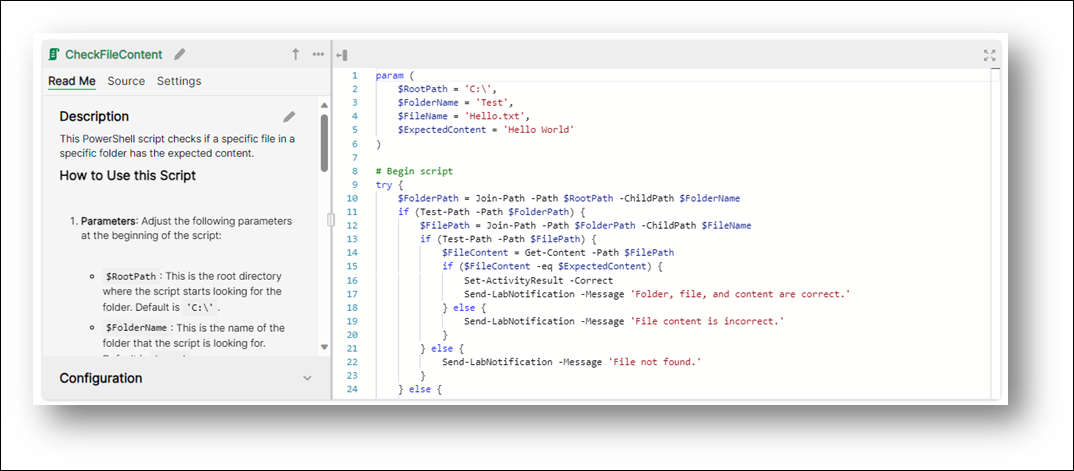 CheckFileContent
Read Me Source Settings
Description
This PowerShell script checks if a specific file in a
specific folder has the expected content.
How to Use this Script
1. Parameters: Adjust the following parameters
at the beginning of the script:
$RootPath : This is the root directory
where the script starts looking for the
folder. Default is 'C:\' .
$FolderName : This is the name of the
folder that the script is looking for.
Configuration
1 param (
2 $RootPath = 'C:\',
3 $FolderName = 'Test',
4 $FileName = 'Hello.txt',
5 $ExpectedContent = 'Hello World'
6 )
7
8 # Begin script
9 try {
10 $FolderPath = Join-Path -Path $RootPath -ChildPath $FolderName
11 if (Test-Path -Path $FolderPath) {
12 $FilePath = Join-Path -Path $FolderPath -ChildPath $FileName
13 if (Test-Path -Path $FilePath) {
14 $FileContent = Get-Content -Path $FilePath
15 if ($FileContent -eq $ExpectedContent) {
16 Set-ActivityResult -Correct
17 Send-LabNotification -Message 'Folder, file, and content are correct.'
18 } else {
19 Send-LabNotification -Message 'File content is incorrect.'
20 }
21 } else {
22 Send-LabNotification -Message 'File not found.'
23 }
24 } else {